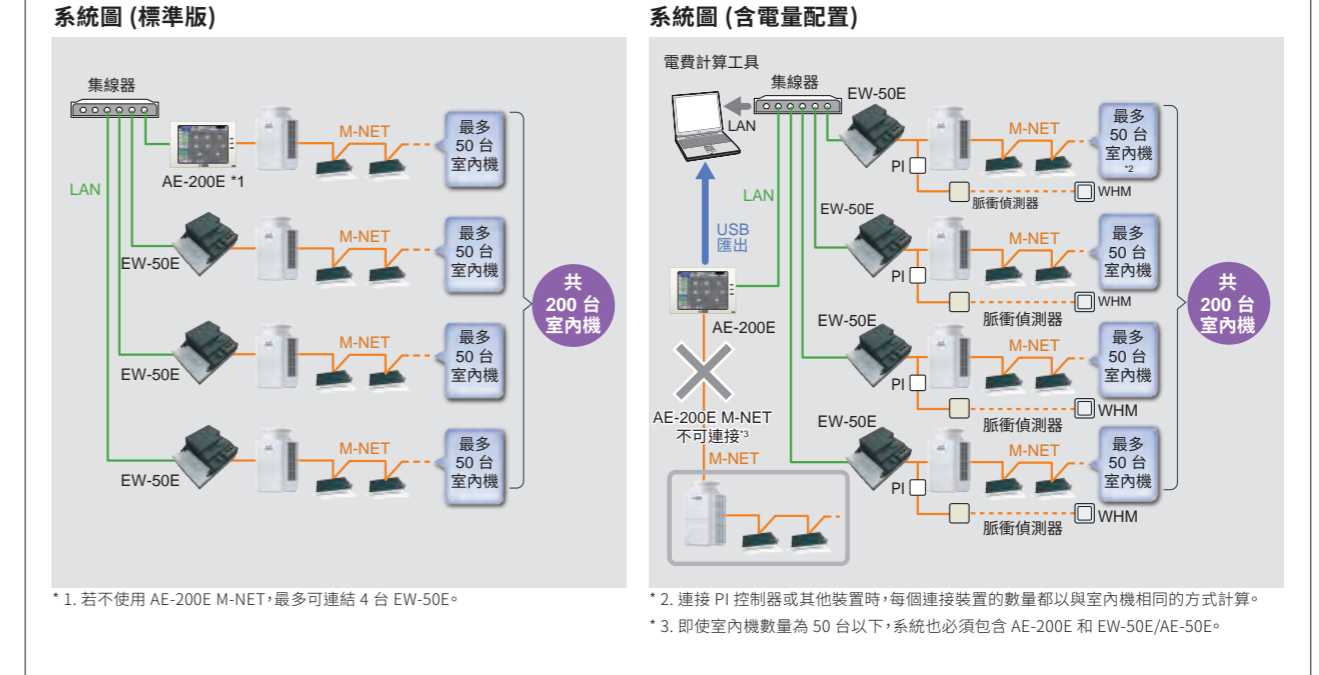 系統圖 (標準版)
集線器
LAN
AE-200E *1
M-NET
最多
50 台
室內機
EW-50E
M-NET
最多
50 台
室內機
EW-50E
M-NET
最多
50 台
室內機
EW-50E
M-NET
最多
50 台
室內機
共
200 台
室內機
* 1. 若不使用 AE-200E M-NET,最多可連結 4 台 EW-50E。
系統圖 (含電量配置)
電費計算工具
集線器
LAN
LAN
USB
匯出
AE-200E
AE-200E M-NET
不可連接*3
M-NET
EW-50E
M-NET
PI
脈衝偵測器
WHM
最多
50 台
室內機
*2
EW-50E
M-NET
PI
脈衝偵測器
WHM
最多
50 台
室內機
EW-50E
M-NET
PI
脈衝偵測器
WHM
最多
50 台
室內機
EW-50E
M-NET
PI
脈衝偵測器
WHM
最多
50 台
室內機
共
200 台
室內機
* 2. 連接 PI 控制器或其他裝置時,每個連接裝置的數量都以與室內機相同的方式計算。
* 3. 即使室內機數量為 50 台以下,系統也必須包含 AE-200E 和 EW-50E/AE-50E。